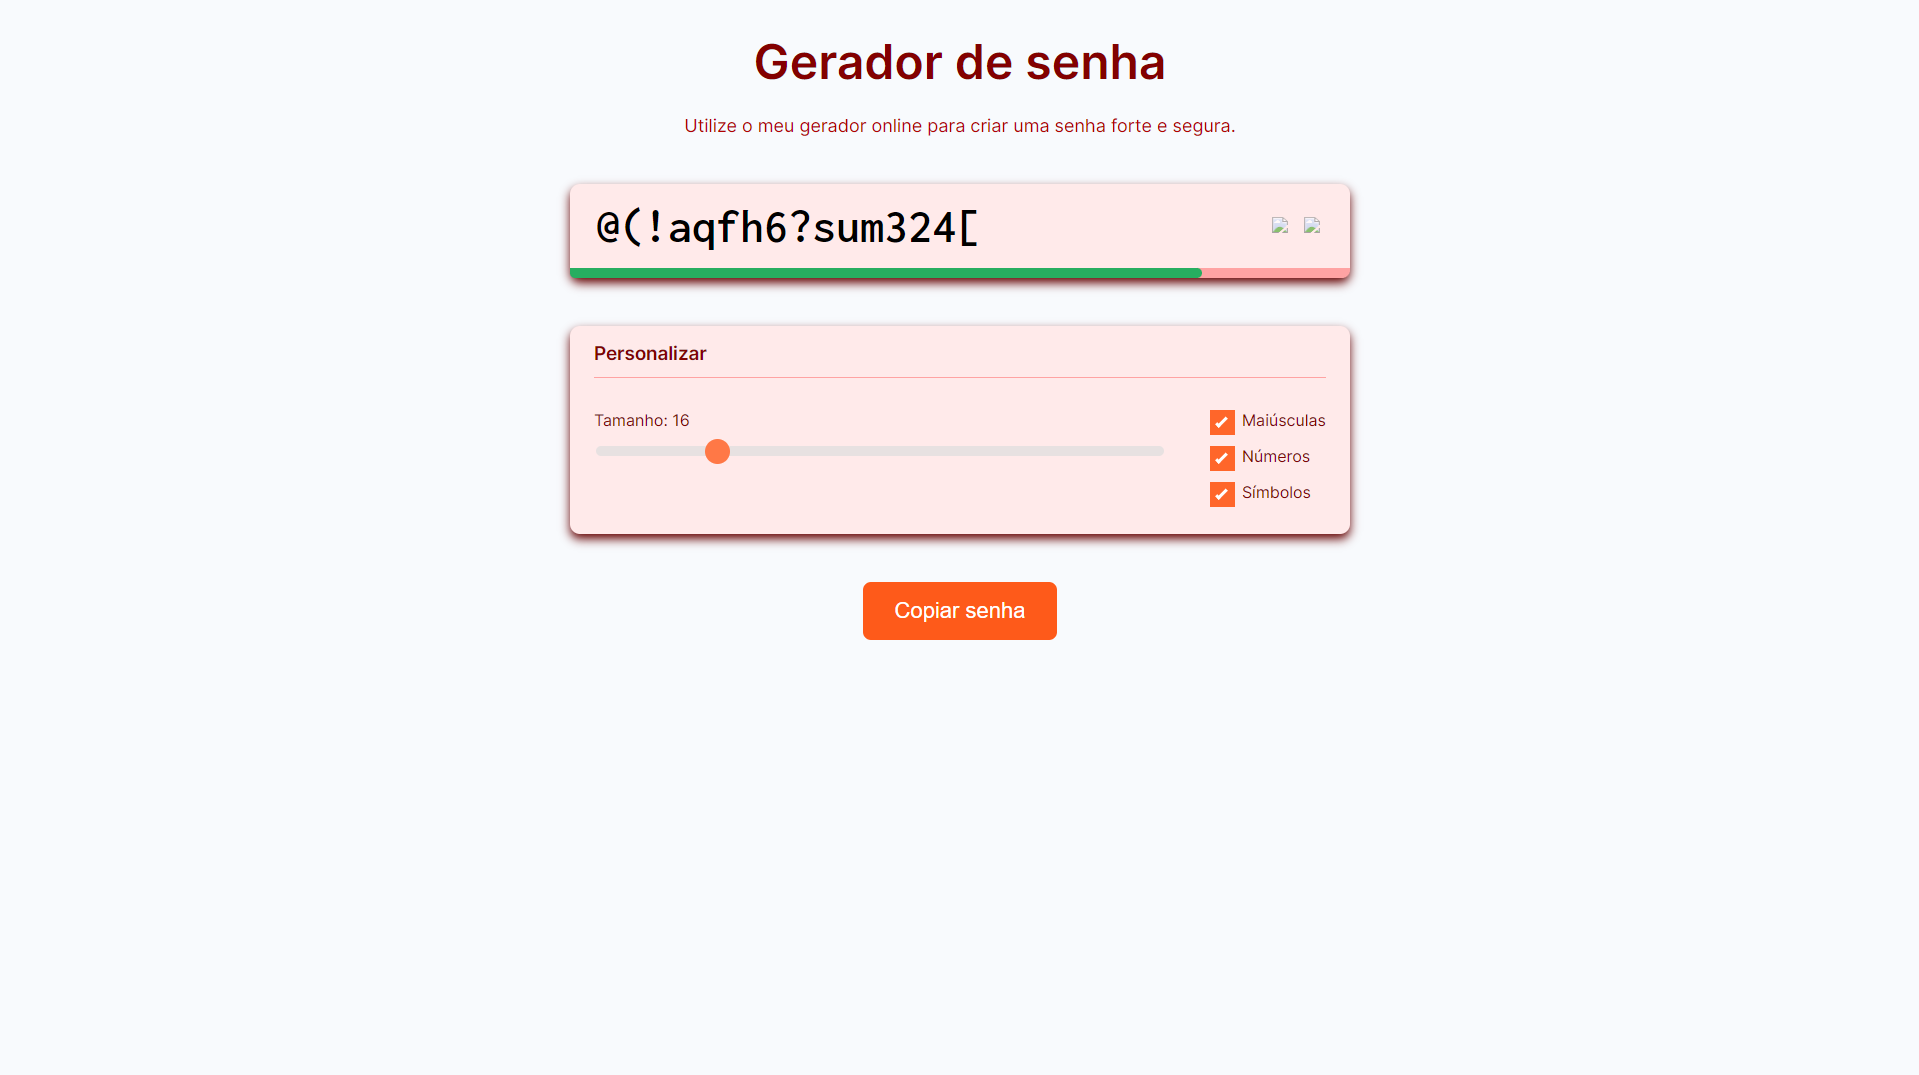 Gerador de senha
Utilize o meu gerador online para criar uma senha forte e segura.
@(!aqfh6?sum324[
Personalizar
Tamanho: 16
Maiúsculas
Números
Símbolos
Copiar senha